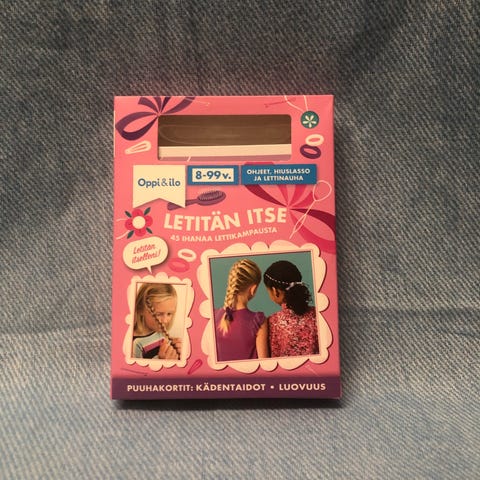 Oppi&ilo
8-99 v.
OHJEET, HIUSLASSO
JA LETTINAUHA
LETITÄN ITSE
45 IHANAA LETTIKAMPAUSTA
Letitän
itselleni!
PUUHAKORTIT: KÄDENTAIDOT • LUOVUUS